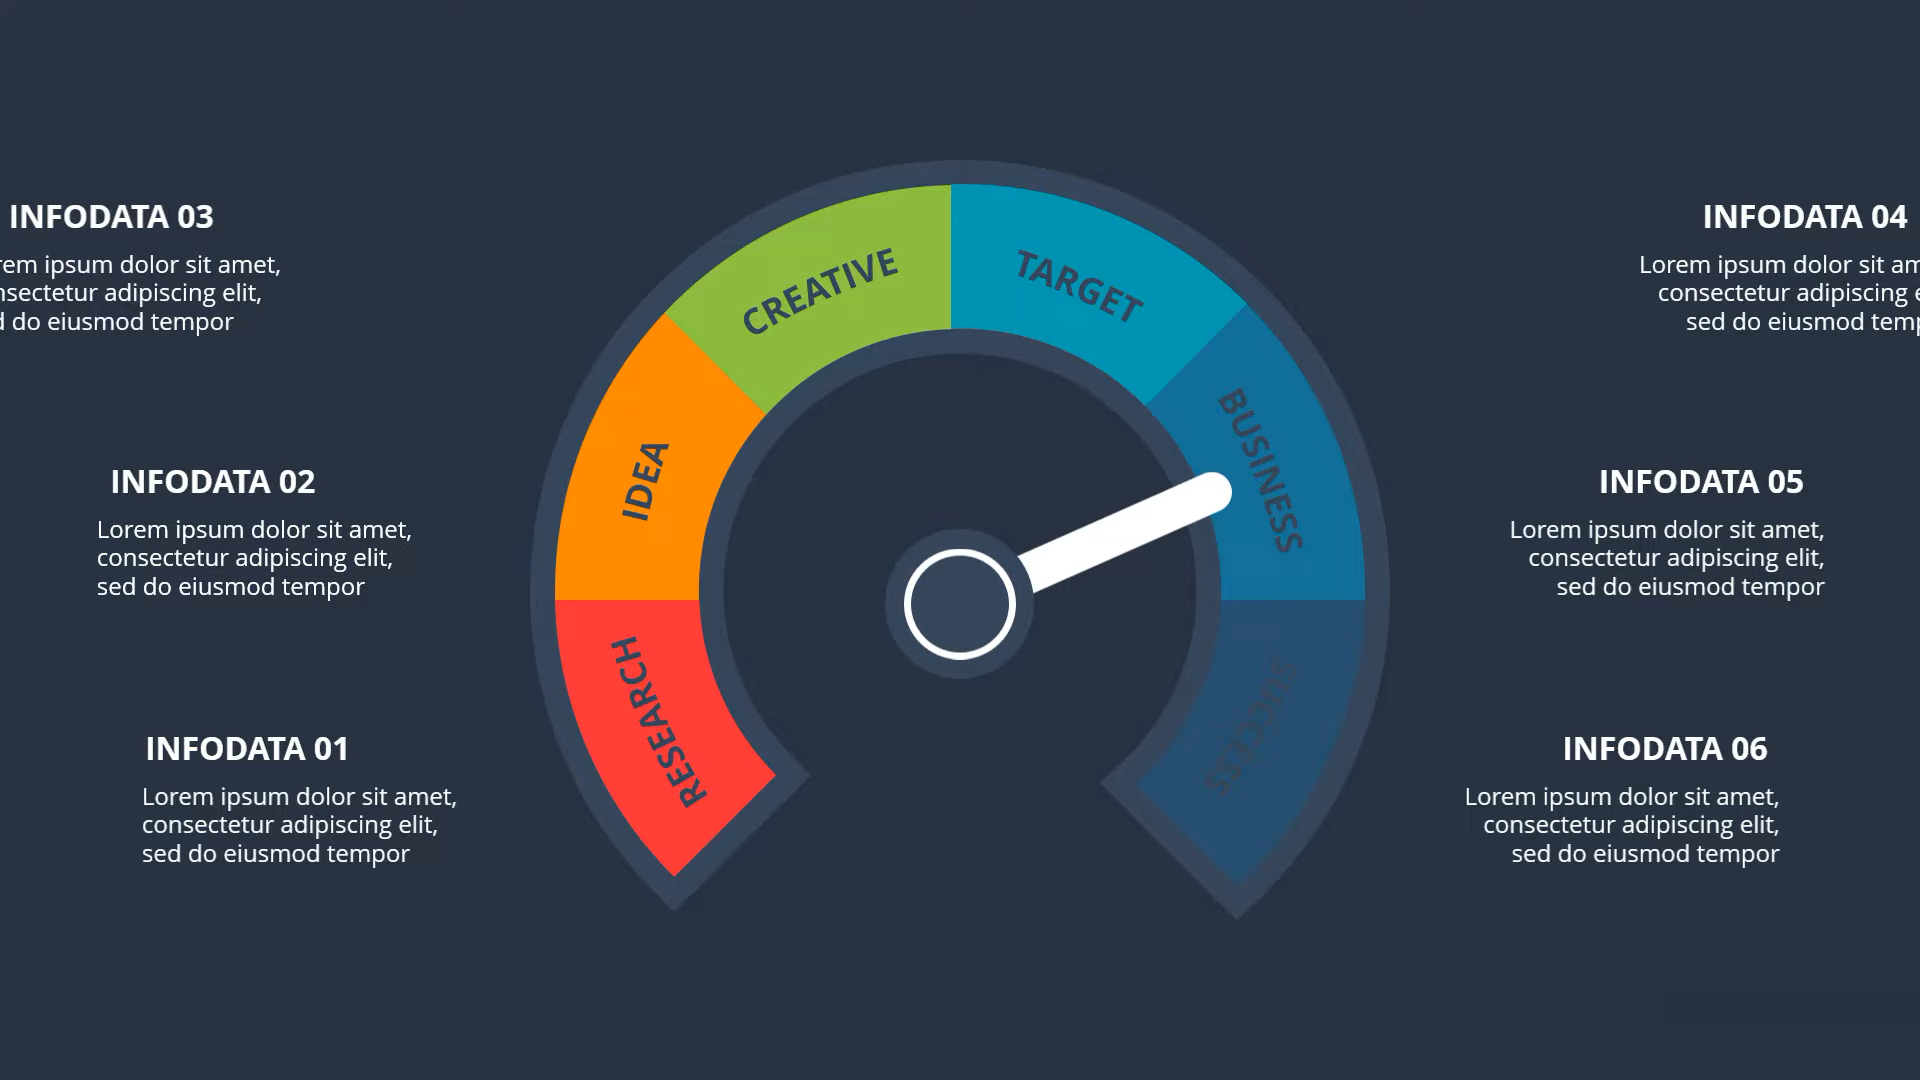 INFODATA 03
rem ipsum dolor sit amet,
nsectetur adipiscing elit,
d do eiusmod tempor
INFODATA 02
Lorem ipsum dolor sit amet,
consectetur adipiscing elit,
sed do eiusmod tempor
INFODATA 01
Lorem ipsum dolor sit amet,
consectetur adipiscing elit,
sed do eiusmod tempor
RESEARCH
IDEA
CREATIVE
TARGET
BUSINESS
SUCCESS
INFODATA 04
Lorem ipsum dolor sit am
consectetur adipiscing e
sed do eiusmod temp
INFODATA 05
Lorem ipsum dolor sit amet,
consectetur adipiscing elit,
sed do eiusmod tempor
INFODATA 06
Lorem ipsum dolor sit amet,
consectetur adipiscing elit,
sed do eiusmod tempor